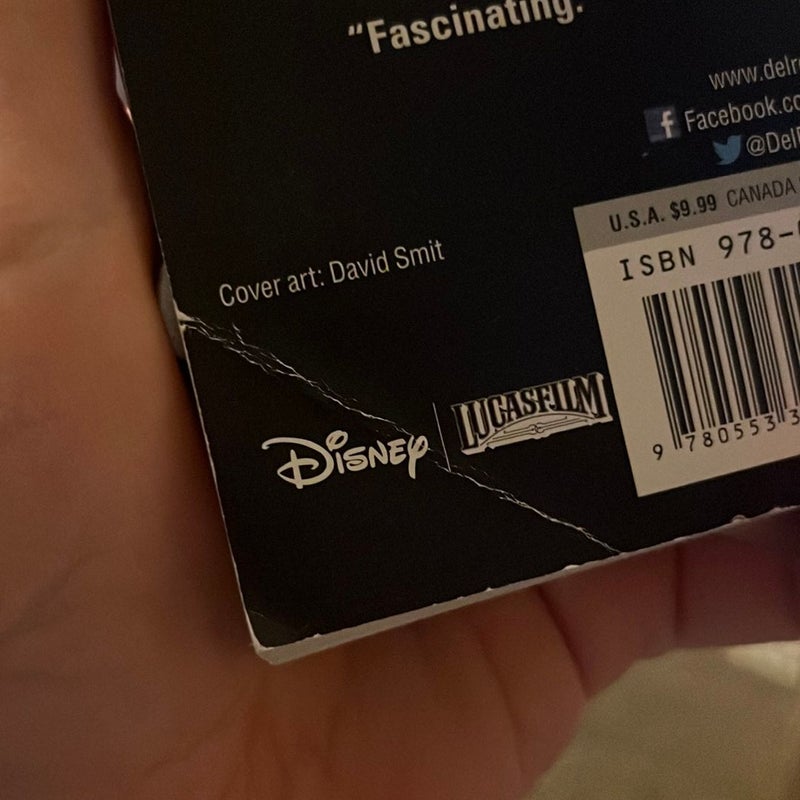 "Fascinating.
www.delr
Facebook.co
@Del
U.S.A. $9.99 CANADA
ISBN 978-
Cover art: David Smit
DISNEY
LUCASFILM
9 780553 3